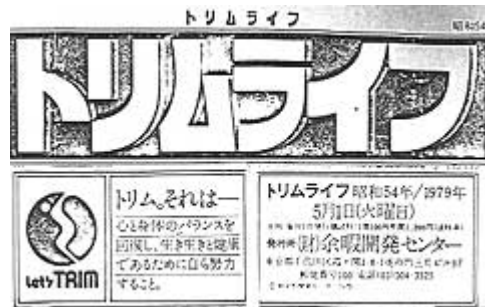 トリムライフ
昭和54
トリムライフ
Let's TRIM
トリム。それは—
心と身体のバランスを
回復し、生き生きと健康
であるために自ら努力
すること。
トリムライフ 昭和54年/1979年
5月1日(火曜日)
発行所 (財)余暇開発センター